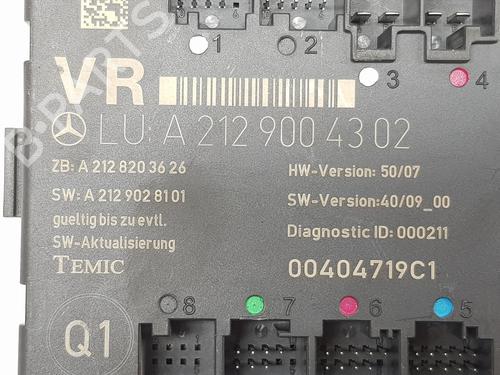 1 2 3 4
VR
LU: A 212 900 43 02
ZB: A 212 820 36 26
HW-Version: 50/07
SW: A 212 902 81 01
SW-Version:40/09_00
gueltig bis zu evtl.
SW-Aktualisierung
Diagnostic ID: 000211
TEMIC
00404719C1
8 7 6 5
Q1
B-PARTS